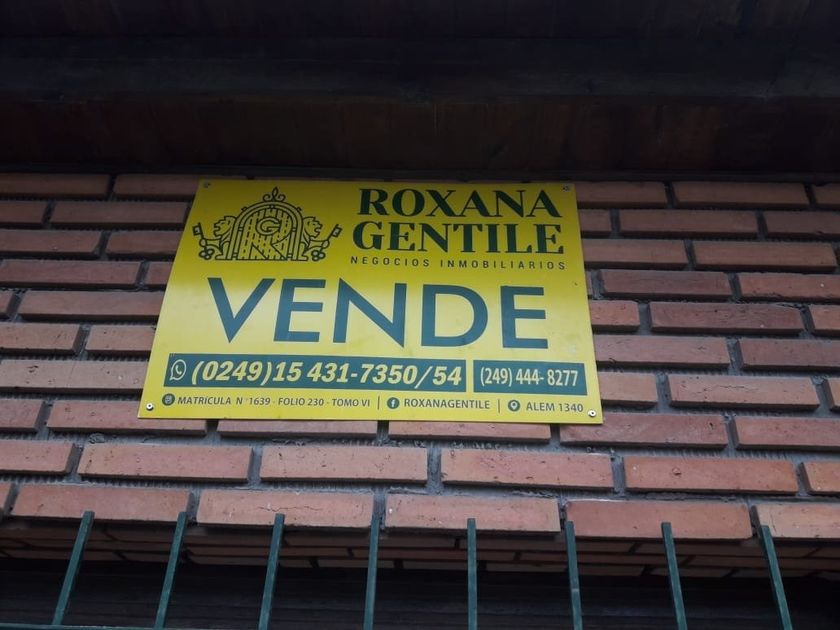 ROXANA
GENTILE
NEGOCIOS INMOBILIARIOS
VENDE
(0249)15 431-7350/54
(249) 444- 8277
MATRÍCULA N °1639 - FOLIO 230 - TOMO VI | ROXANAGENTILE | ALEM 1340